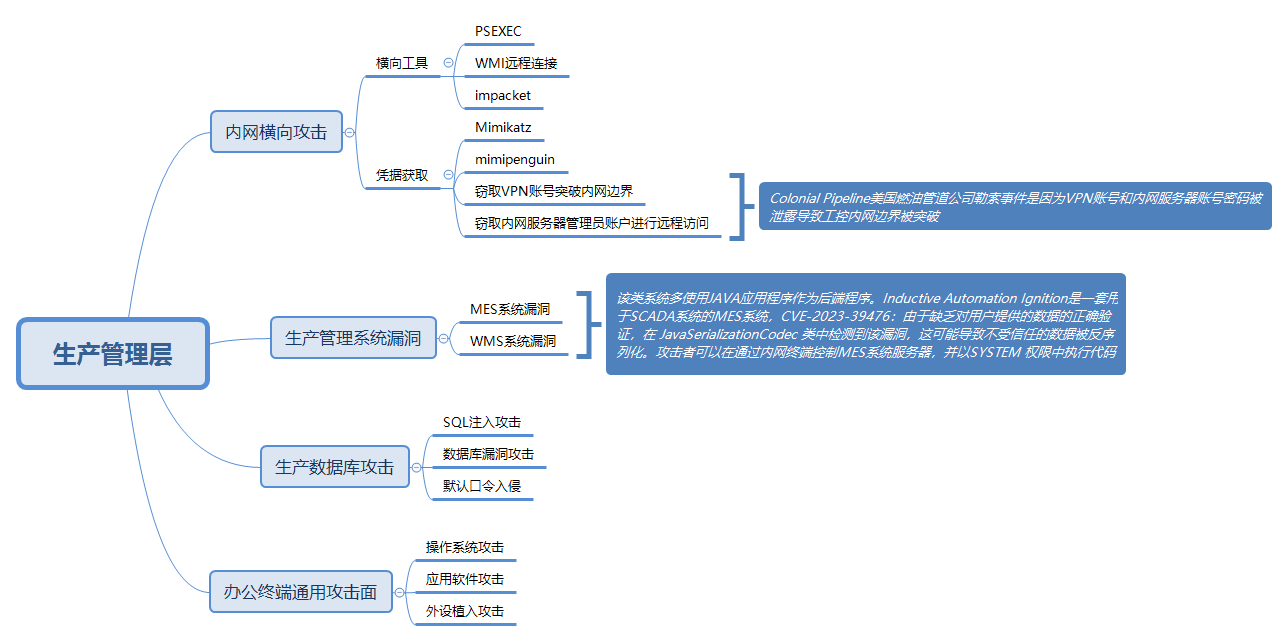 生产管理层
内网横向攻击
横向工具
PSEXEC
WMI远程连接
impacket
凭据获取
Mimikatz
mimipenguin
窃取VPN账号突破内网边界
窃取内网服务器管理员账户进行远程访问
Colonial Pipeline美国燃油管道公司勒索事件是因为VPN账号和内网服务器账号密码被
泄露导致工控内网边界被突破
生产管理系统漏洞
MES系统漏洞
WMS系统漏洞
该类系统多使用JAVA应用程序作为后端程序。Inductive Automation Ignition是一套用
于SCADA系统的MES系统，CVE-2023-39476：由于缺乏对用户提供的数据的正确验
证，在 JavaSerializationCodec 类中检测到该漏洞，这可能导致不受信任的数据被反序
列化。攻击者可以在通过内网终端控制MES系统服务器，并以SYSTEM 权限中执行代码
生产数据库攻击
SQL注入攻击
数据库漏洞攻击
默认口令入侵
办公终端通用攻击面
操作系统攻击
应用软件攻击
外设植入攻击